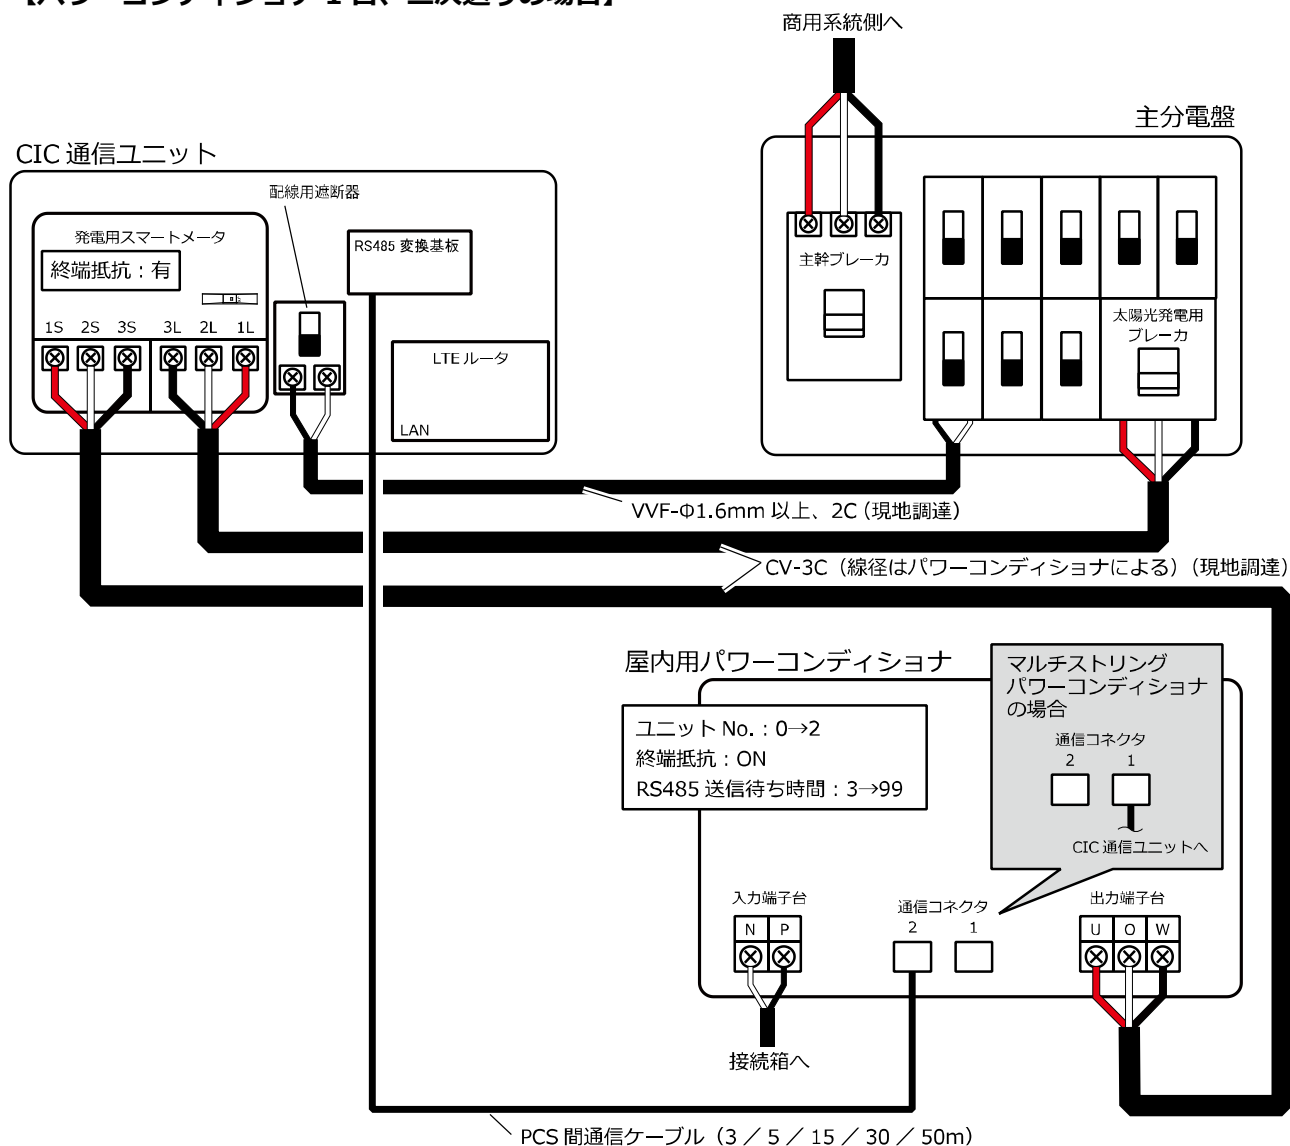 【パワーコンディショナ 1 台、二次送りの場合】
商用系統側へ
主分電盤
CIC 通信ユニット
配線用遮断器
発電用スマートメータ
終端抵抗：有
RS485 変換基板
1S 2S 3S 3L 2L 1L
LTE ルータ
LAN
主幹ブレーカ
太陽光発電用
ブレーカ
VVF-Φ1.6mm 以上、2C（現地調達）
CV-3C（線径はパワーコンディショナによる）（現地調達）
屋内用パワーコンディショナ
ユニット No.：0→2
終端抵抗：ON
RS485 送信待ち時間：3→99
マルチストリング
パワーコンディショナ
の場合
通信コネクタ
2 1
CIC 通信ユニットへ
入力端子台
N P
通信コネクタ
2 1
出力端子台
U O W
接続箱へ
PCS 間通信ケーブル（3 ／ 5 ／ 15 ／ 30 ／ 50m）